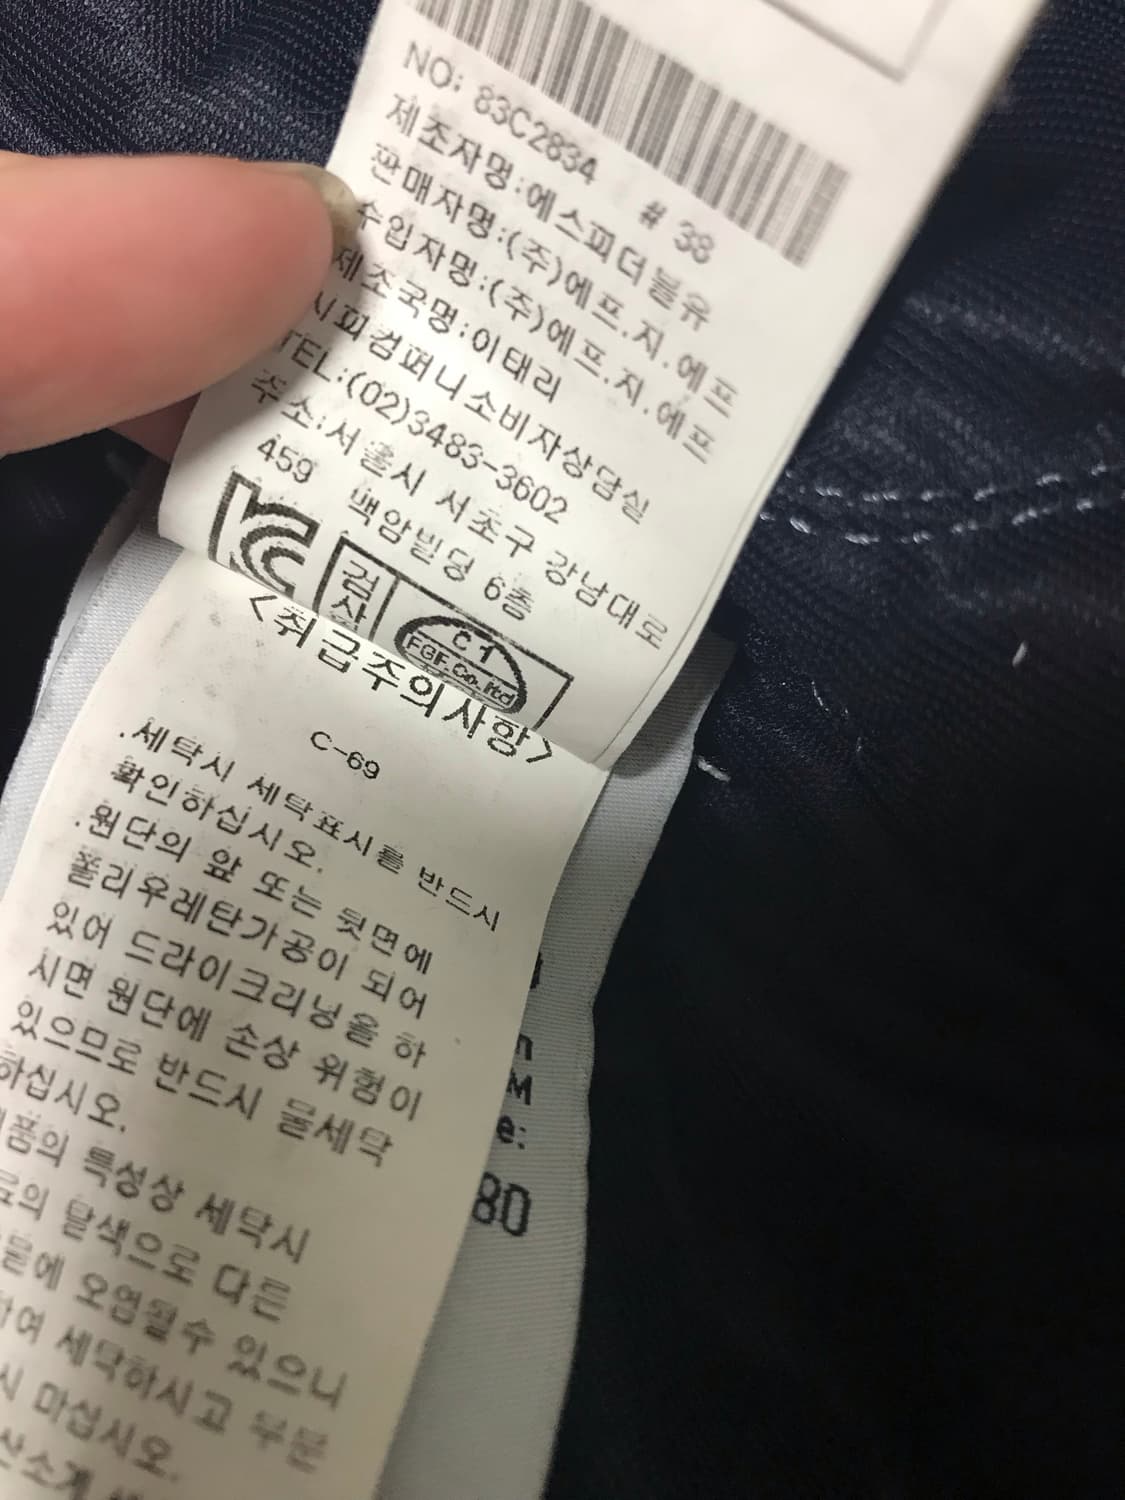 NO: 83C2834 # 38
제조자명:에스피더블유
판매자명:(주)에프.지.에프
수입자명:(주)에프.지.에프
제조국명:이태리
시피컴퍼니소비자상담실
TEL:(02)3483-3602
주소:서울시 서초구 강남대로
459 백암빌딩 6층
검사
C1
FGF.Co.ltd
<취급주의사항>
C-69
.세탁시 세탁표시를 반드시
확인하십시오.
.원단의 앞 또는 뒷면에
폴리우레탄가공이 되어
있어 드라이크리닝을 하
시면 원단에 손상 위험이
있으므로 반드시 물세탁
하십시오.
특성상 세탁시
탈색으로 다른
오염될수 있으니
세탁하시고 부분
마십시오.
80